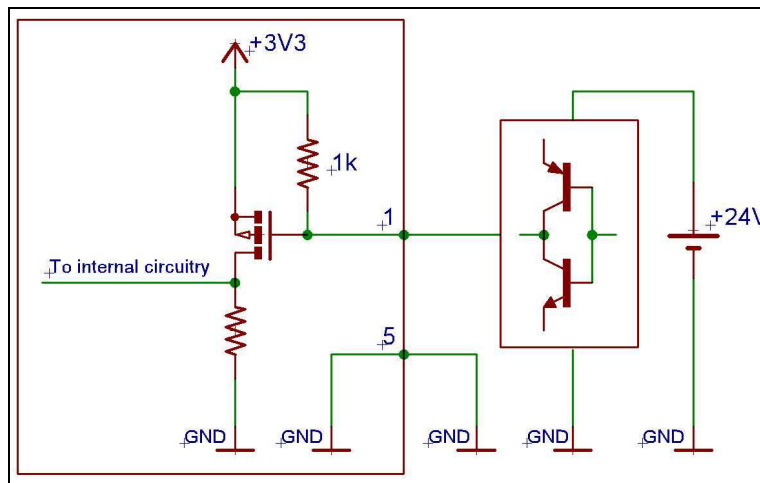 +3V3
1k
1
+24V
To internal circuitry
5
GND
GND
GND
GND
GND